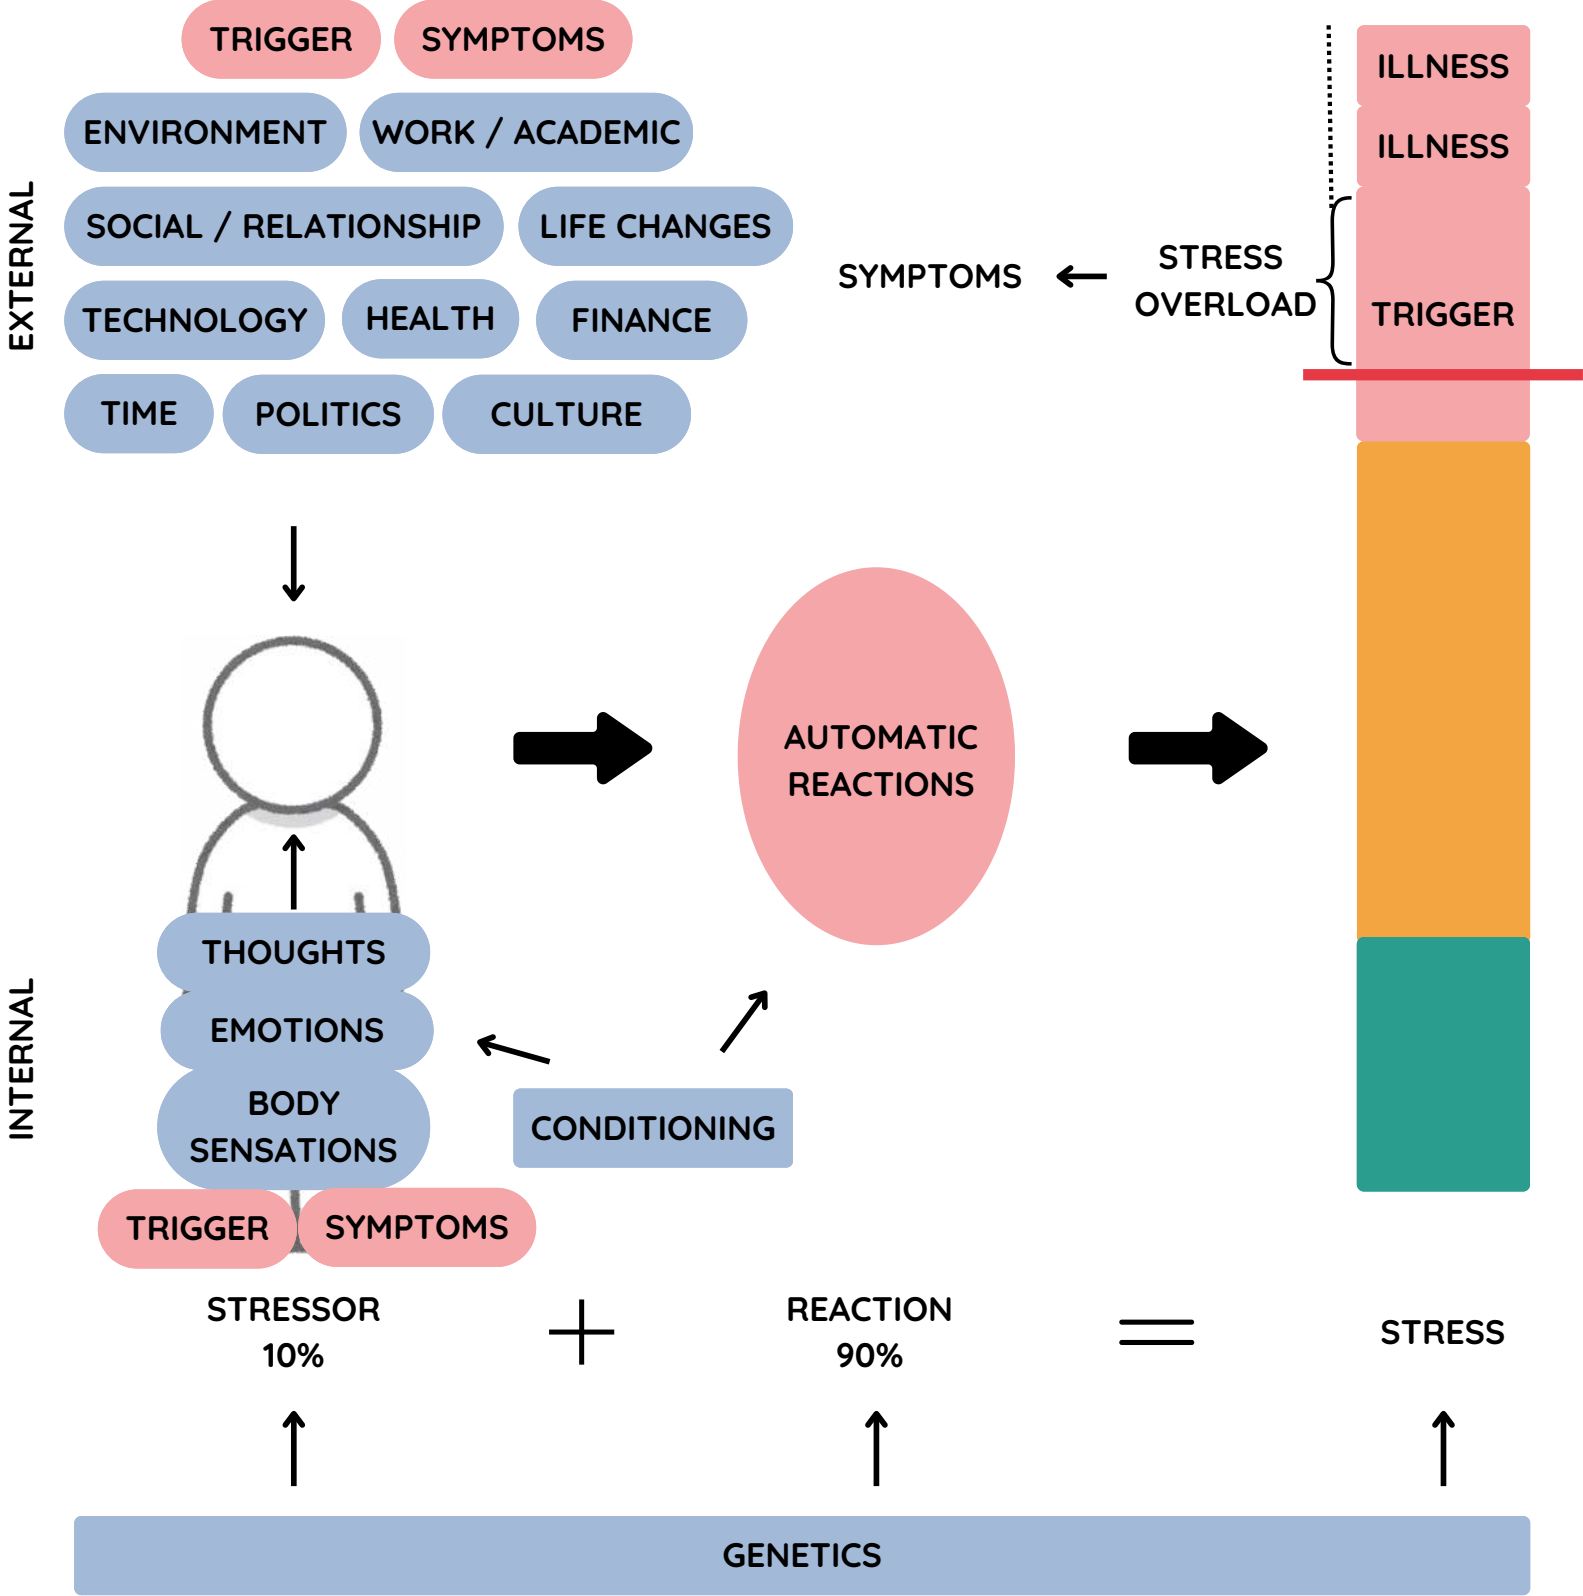 TRIGGER SYMPTOMS
ENVIRONMENT WORK / ACADEMIC
SOCIAL / RELATIONSHIP LIFE CHANGES
TECHNOLOGY HEALTH FINANCE
TIME POLITICS CULTURE
EXTERNAL
ILLNESS
ILLNESS
TRIGGER
STRESS
OVERLOAD
SYMPTOMS
AUTOMATIC
REACTIONS
INTERNAL
THOUGHTS
EMOTIONS
BODY
SENSATIONS
CONDITIONING
TRIGGER SYMPTOMS
STRESSOR
10%
REACTION
90%
STRESS
GENETICS